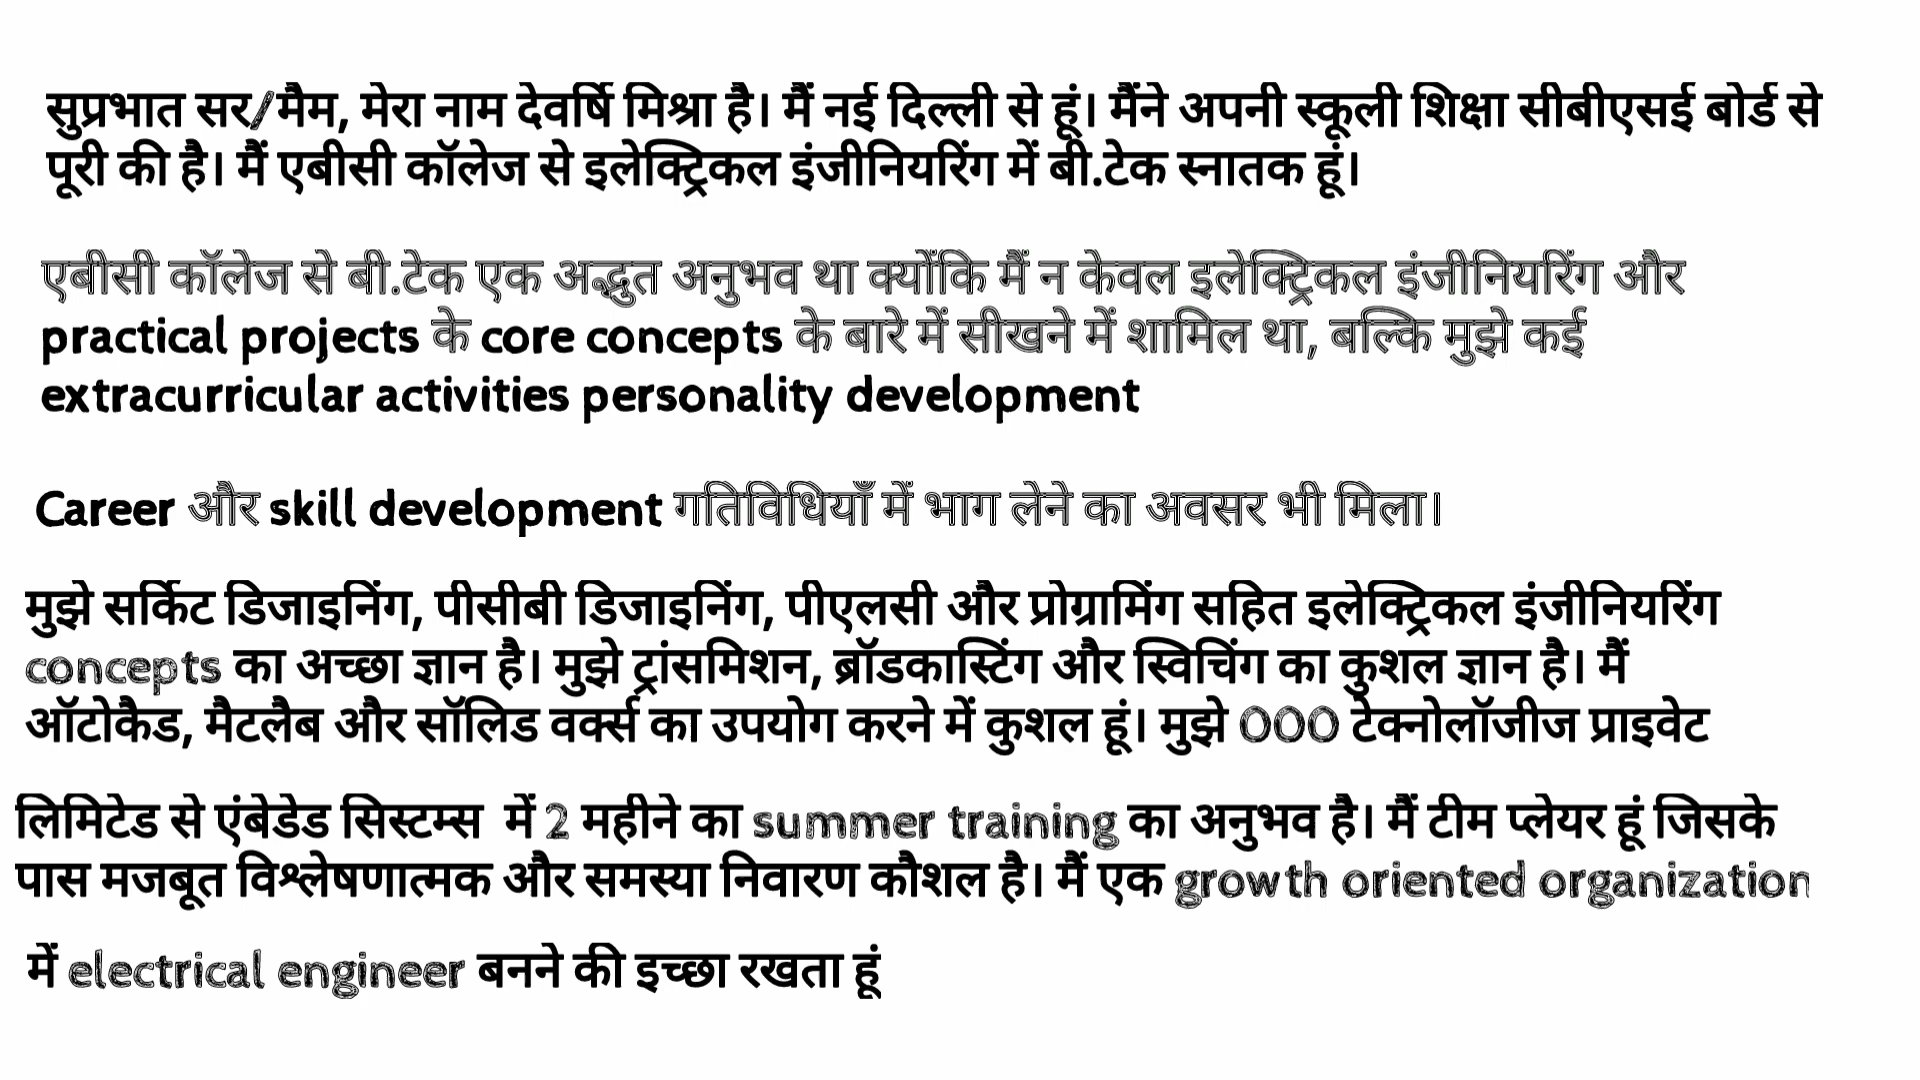 सुप्रभात सर/मैम, मेरा नाम देवर्षि मिश्रा है। मैं नई दिल्ली से हूं। मैंने अपनी स्कूली शिक्षा सीबीएसई बोर्ड से
पूरी की है। मैं एबीसी कॉलेज से इलेक्ट्रिकल इंजीनियरिंग में बी.टेक स्नातक हूं।
एबीसी कॉलेज से बी.टेक एक अद्भुत अनुभव था क्योंकि मैं न केवल इलेक्ट्रिकल इंजीनियरिंग और
practical projects के core concepts के बारे में सीखने में शामिल था, बल्कि मुझे कई
extracurricular activities personality development
Career और skill development गतिविधियाँ में भाग लेने का अवसर भी मिला।
मुझे सर्किट डिजाइनिंग, पीसीबी डिजाइनिंग, पीएलसी और प्रोग्रामिंग सहित इलेक्ट्रिकल इंजीनियरिंग
concepts का अच्छा ज्ञान है। मुझे ट्रांसमिशन, ब्रॉडकास्टिंग और स्विचिंग का कुशल ज्ञान है। मैं
ऑटोकैड, मैटलैब और सॉलिड वर्क्स का उपयोग करने में कुशल हूं। मुझे OOO टेक्नोलॉजीज प्राइवेट
लिमिटेड से एंबेडेड सिस्टम्स में 2 महीने का summer training का अनुभव है। मैं टीम प्लेयर हूं जिसके
पास मजबूत विश्लेषणात्मक और समस्या निवारण कौशल है। मैं एक growth oriented organization
में electrical engineer बनने की इच्छा रखता हूं